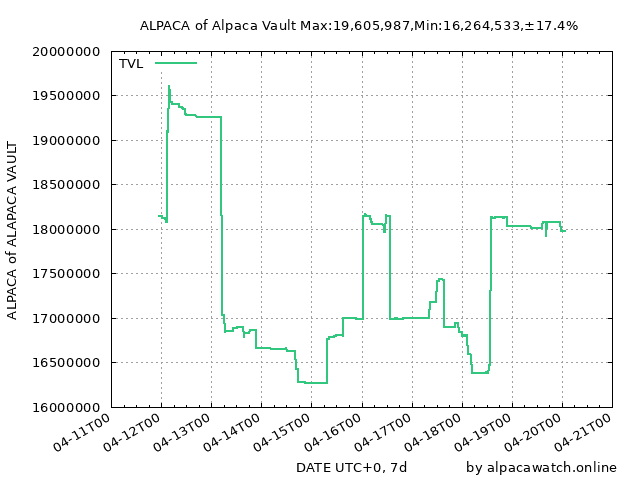 ALPACA of Alpaca Vault Max:19,605,987,Min:16,264,533,±17.4%
TVL
20000000
19500000
19000000
18500000
18000000
17500000
17000000
16500000
16000000
ALPACA of ALAPACA VAULT
04-11T00
04-12T00
04-13T00
04-14T00
04-15T00
04-16T00
04-17T00
04-18T00
04-19T00
04-20T00
04-21T00
DATE UTC+0, 7d
by alpacawatch.online